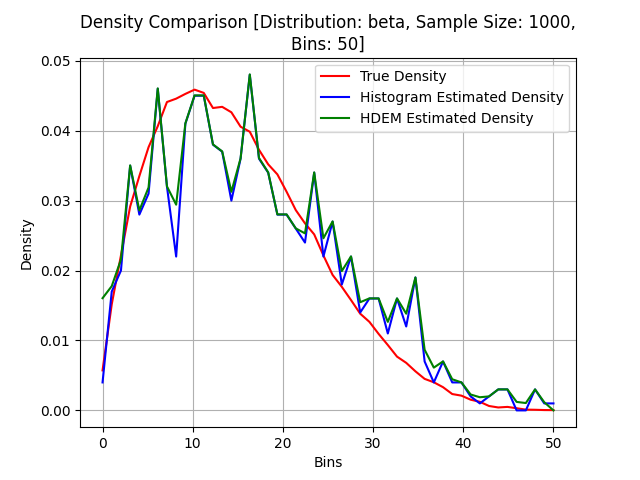 Density Comparison [Distribution: beta, Sample Size: 1000,
Bins: 50]
True Density
Histogram Estimated Density
HDEM Estimated Density
Density
0.05
0.04
0.03
0.02
0.01
0.00
0 10 20 30 40 50
Bins